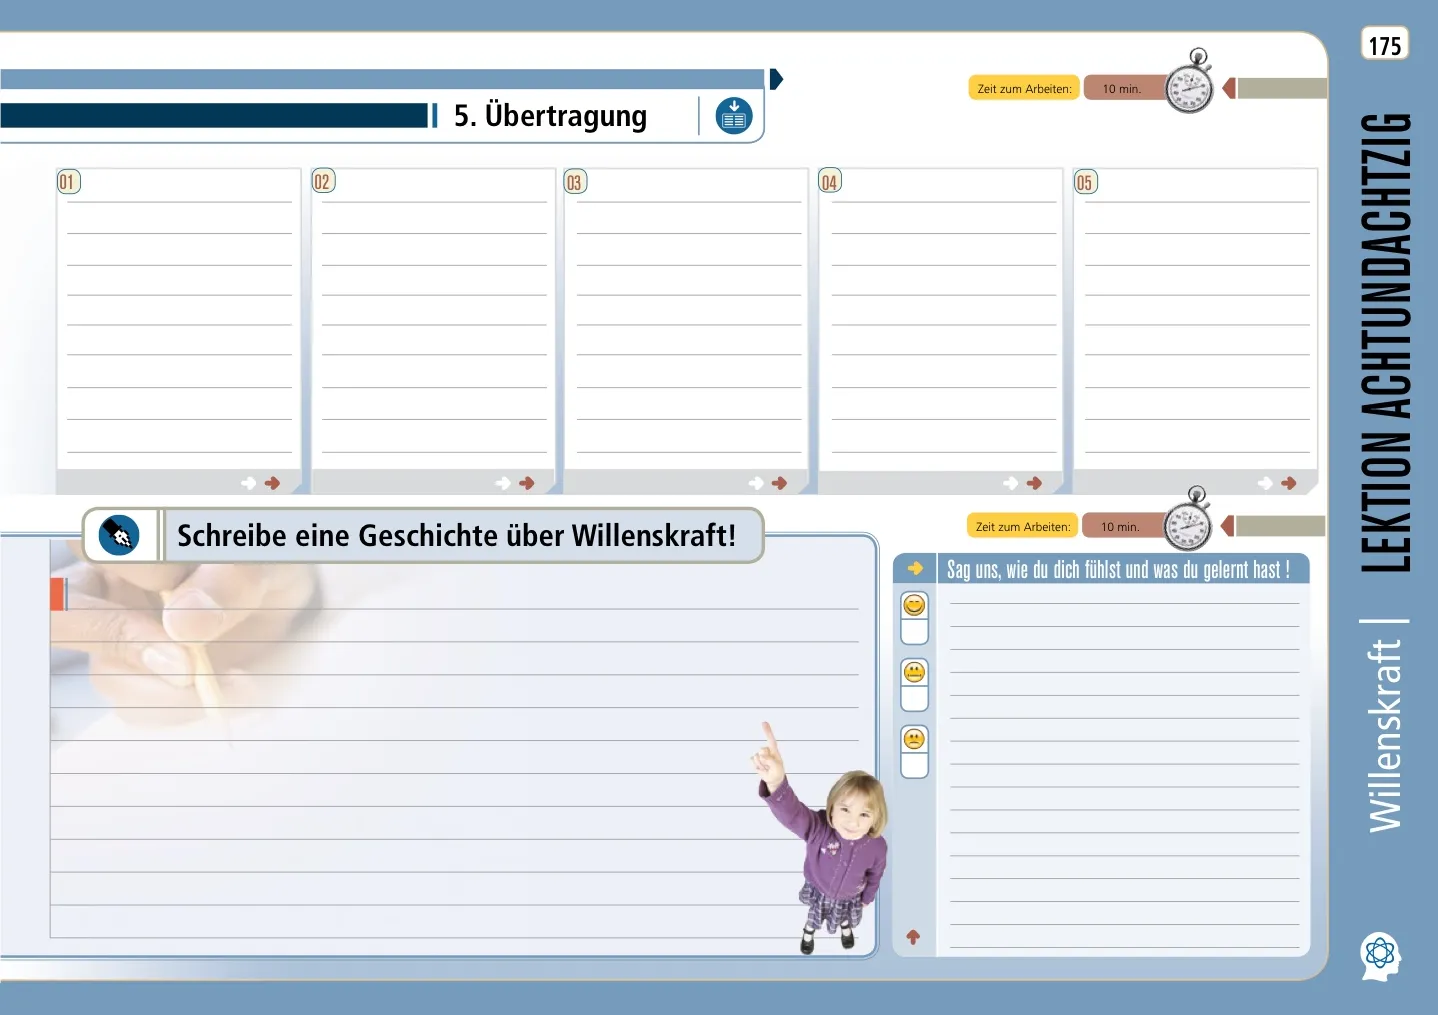 175
Zeit zum Arbeiten: 10 min.
5. Übertragung
01 02 03 04 05
Schreibe eine Geschichte über Willenskraft!
Zeit zum Arbeiten: 10 min.
Sag uns, wie du dich fühlst und was du gelernt hast !
LEKTION ACHTUNDACHTZIG
Willenskraft